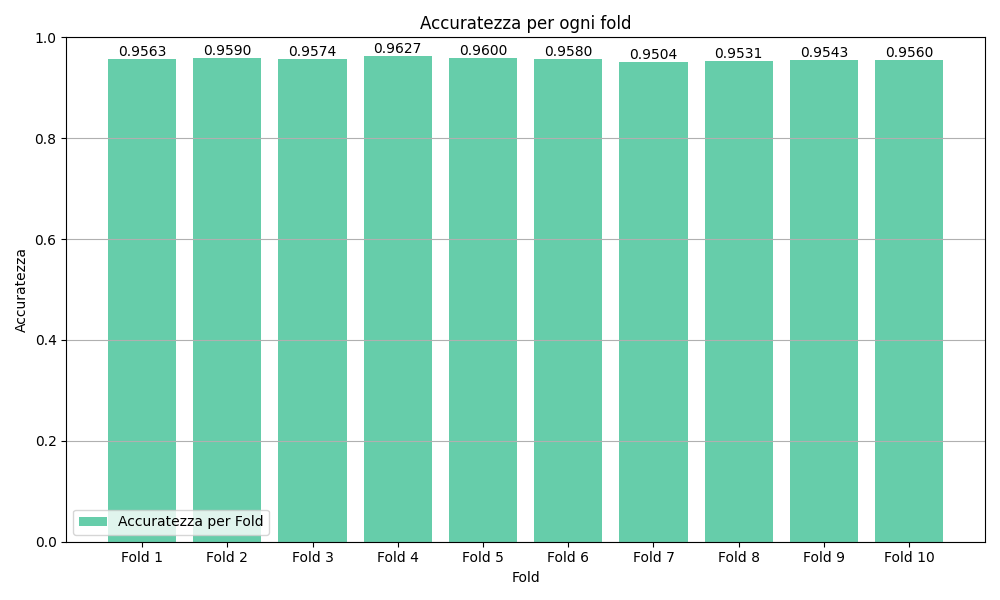 Accuratezza per ogni fold
1.0
0.9563 0.9590 0.9574 0.9627 0.9600 0.9580 0.9504 0.9531 0.9543 0.9560
0.8
0.6
Accuratezza
0.4
0.2
Accuratezza per Fold
0.0
Fold 1 Fold 2 Fold 3 Fold 4 Fold 5 Fold 6 Fold 7 Fold 8 Fold 9 Fold 10
Fold